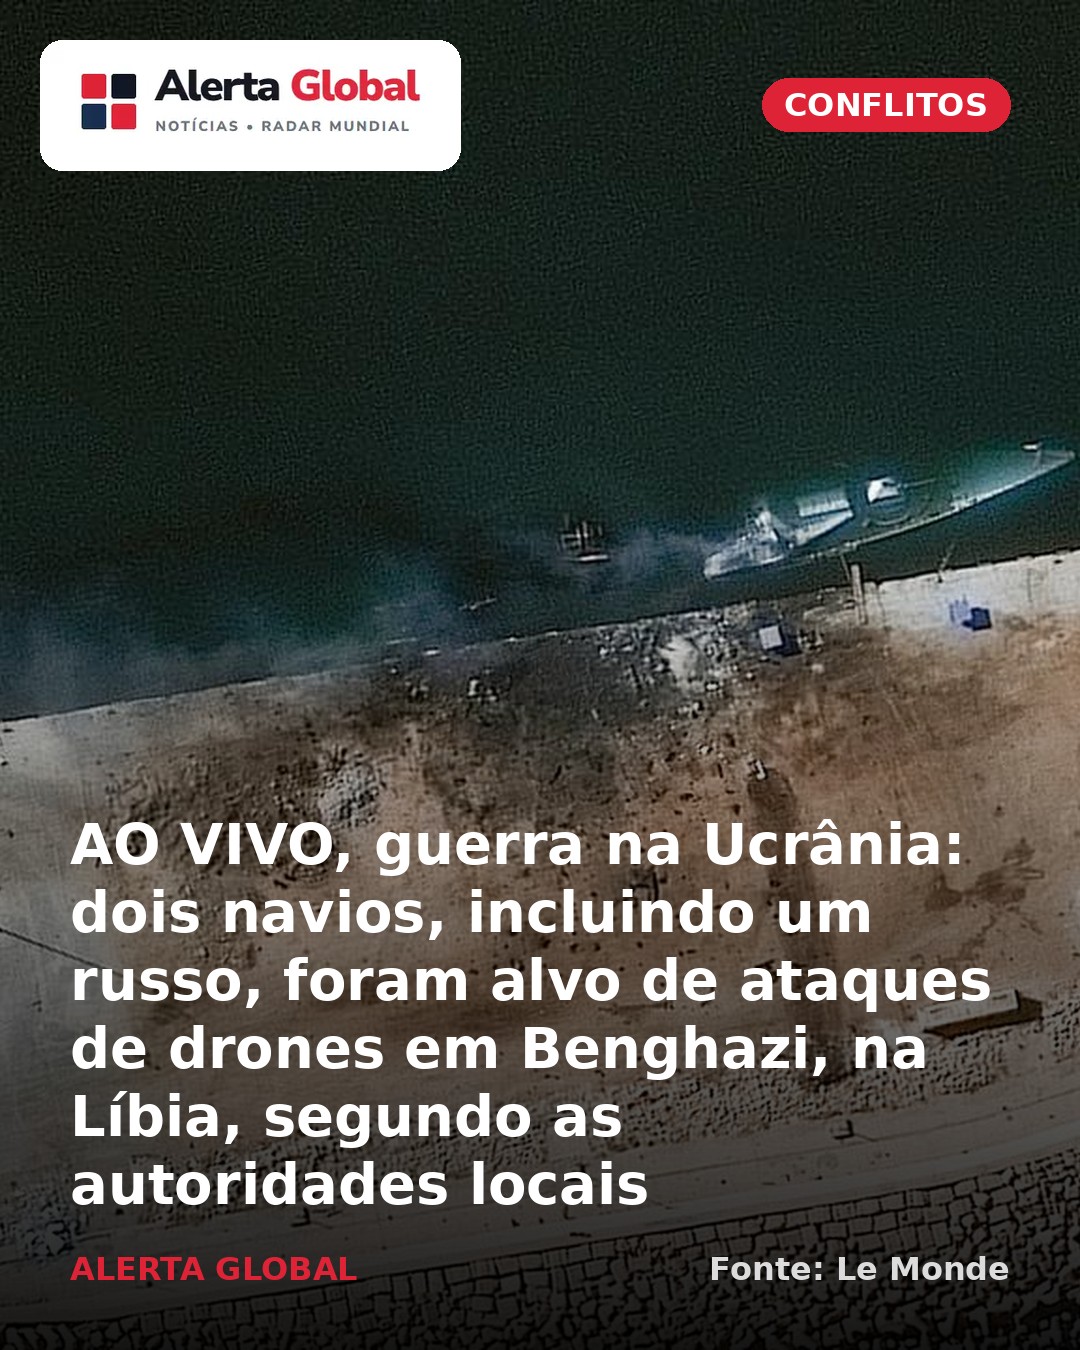 Alerta Global
NOTÍCIAS • RADAR MUNDIAL
CONFLITOS
AO VIVO, guerra na Ucrânia:
dois navios, incluindo um
russo, foram alvo de ataques
de drones em Benghazi, na
Líbia, segundo as
autoridades locais
ALERTA GLOBAL
Fonte: Le Monde